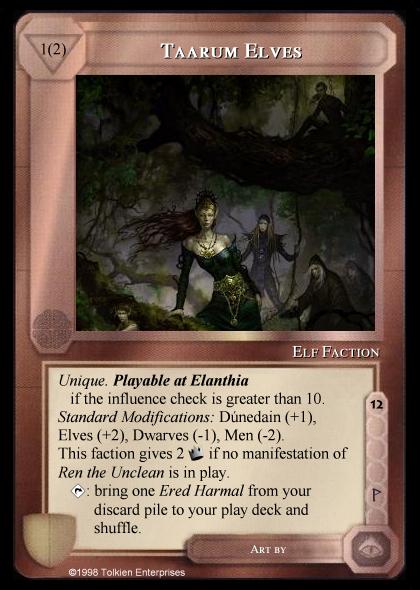 1(2)
TAARUM ELVES
ELF FACTION
Unique. Playable at Elanthia
if the influence check is greater than 10.
Standard Modifications: Dúnedain (+1),
Elves (+2), Dwarves (-1), Men (-2).
This faction gives 2 if no manifestation of
Ren the Unclean is in play.
: bring one Ered Harmal from your
discard pile to your play deck and
shuffle.
12
ART BY
©1998 Tolkien Enterprises